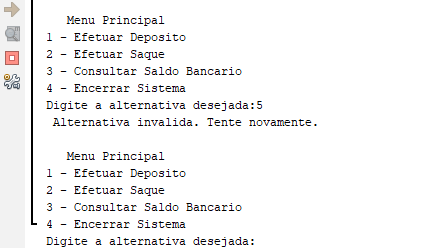 Menu Principal
1 - Efetuar Deposito
2 - Efetuar Saque
3 - Consultar Saldo Bancario
4 - Encerrar Sistema
Digite a alternativa desejada:5
Alternativa invalida. Tente novamente.
Menu Principal
1 - Efetuar Deposito
2 - Efetuar Saque
3 - Consultar Saldo Bancario
4 - Encerrar Sistema
Digite a alternativa desejada: